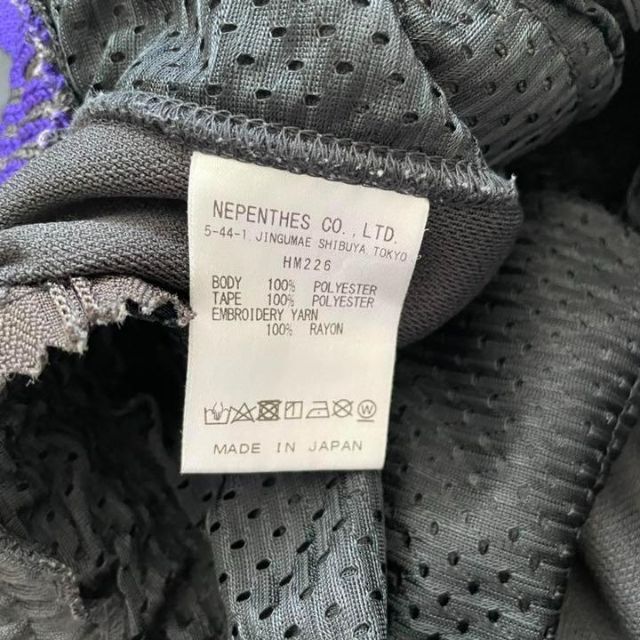 NEPENTHES CO.,LTD.
5-44-1 JINGUMAE SHIBUYA TOKYO
HM226
BODY 100% POLYESTER
TAPE 100% POLYESTER
EMBROIDERY YARN
100% RAYON
MADE IN JAPAN